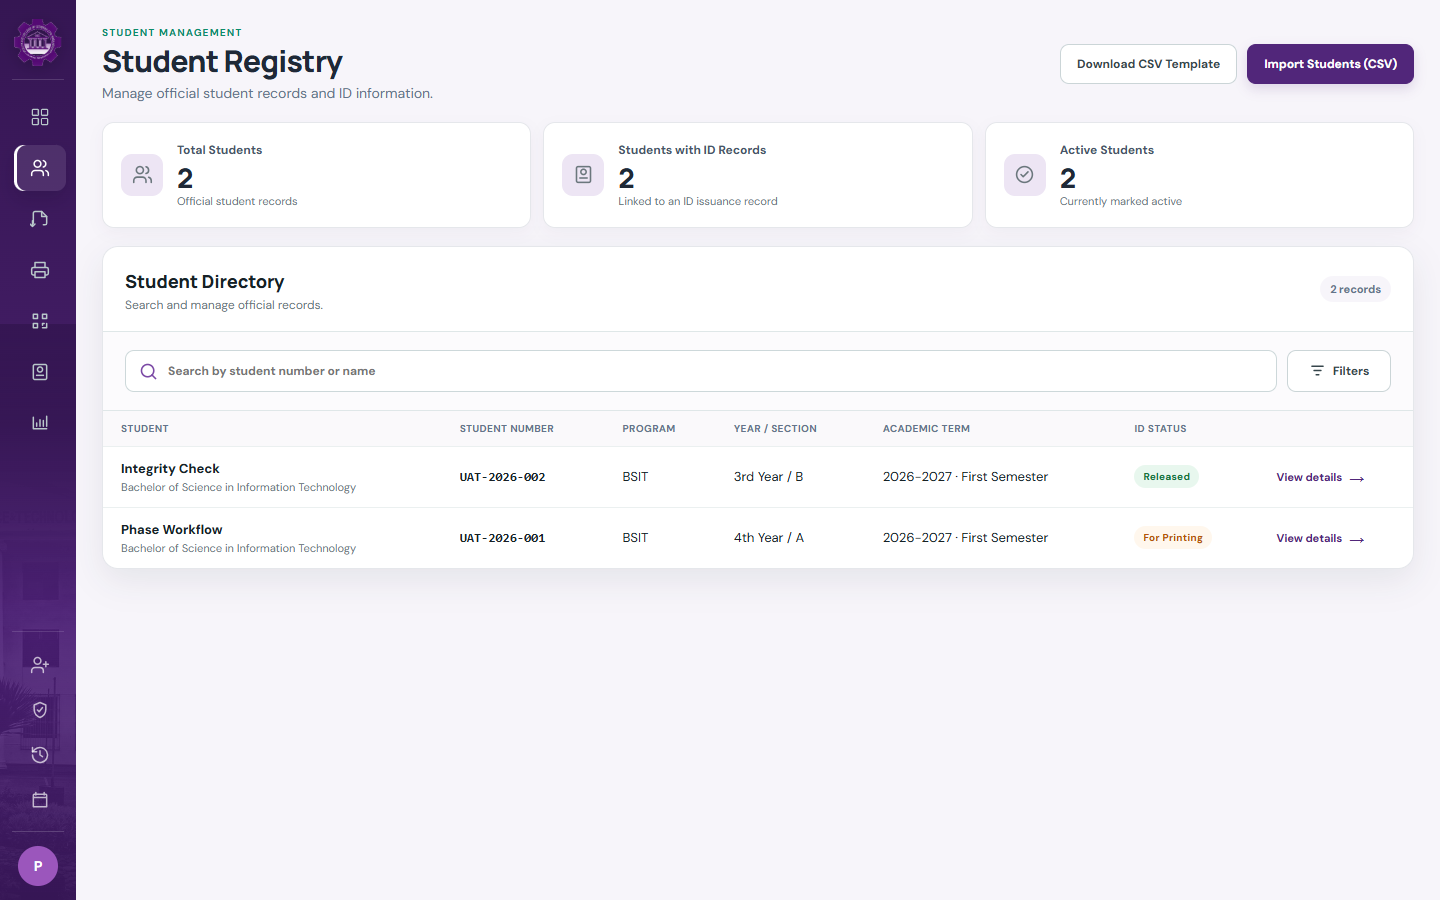 STUDENT MANAGEMENT
Student Registry
Manage official student records and ID information.
Download CSV Template
Import Students (CSV)
Total Students
2
Official student records
Students with ID Records
2
Linked to an ID issuance record
Active Students
2
Currently marked active
Student Directory
Search and manage official records.
2 records
Search by student number or name
Filters
STUDENT STUDENT NUMBER PROGRAM YEAR / SECTION ACADEMIC TERM ID STATUS
Integrity Check
Bachelor of Science in Information Technology
UAT-2026-002 BSIT 3rd Year / B 2026-2027 · First Semester Released View details →
Phase Workflow
Bachelor of Science in Information Technology
UAT-2026-001 BSIT 4th Year / A 2026-2027 · First Semester For Printing View details →
P